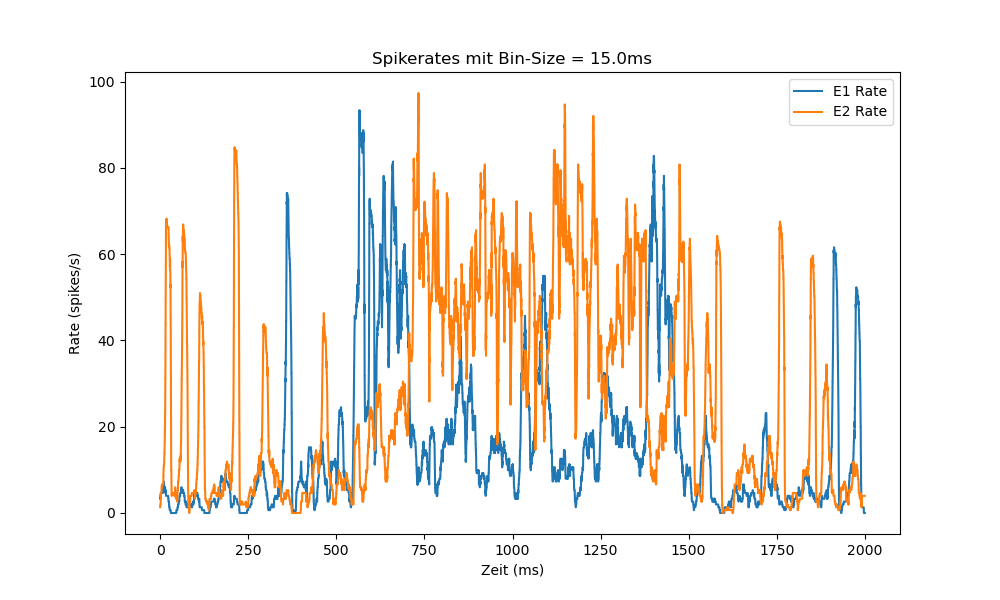 Spikerates mit Bin-Size = 15.0ms
E1 Rate
E2 Rate
Rate (spikes/s)
100
80
60
40
20
0
0 250 500 750 1000 1250 1500 1750 2000
Zeit (ms)